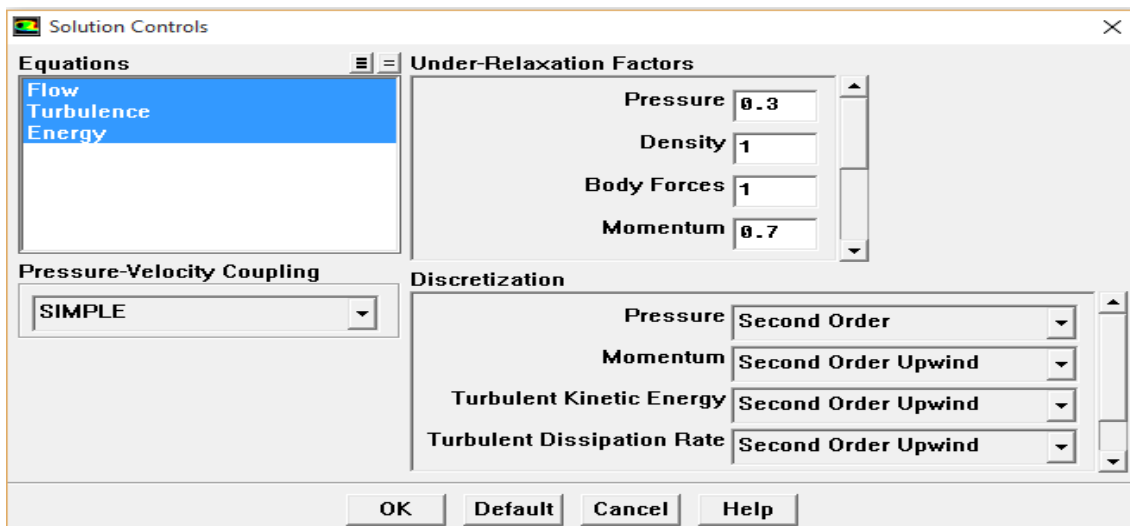 Solution Controls
Equations
Flow
Turbulence
Energy
Pressure-Velocity Coupling
SIMPLE
Under-Relaxation Factors
Pressure 0.3
Density 1
Body Forces 1
Momentum 0.7
Discretization
Pressure Second Order
Momentum Second Order Upwind
Turbulent Kinetic Energy Second Order Upwind
Turbulent Dissipation Rate Second Order Upwind
OK Default Cancel Help